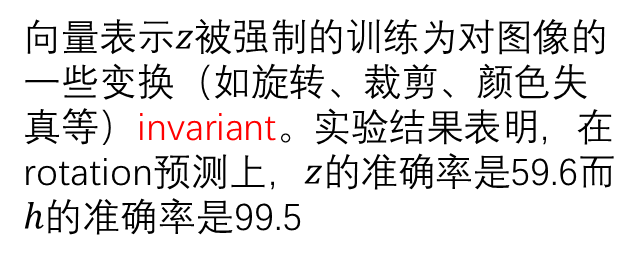 向量表示z被强制的训练为对图像的
一些变换（如旋转、裁剪、颜色失
真等）invariant。实验结果表明，在
rotation预测上，z的准确率是59.6而
h的准确率是99.5